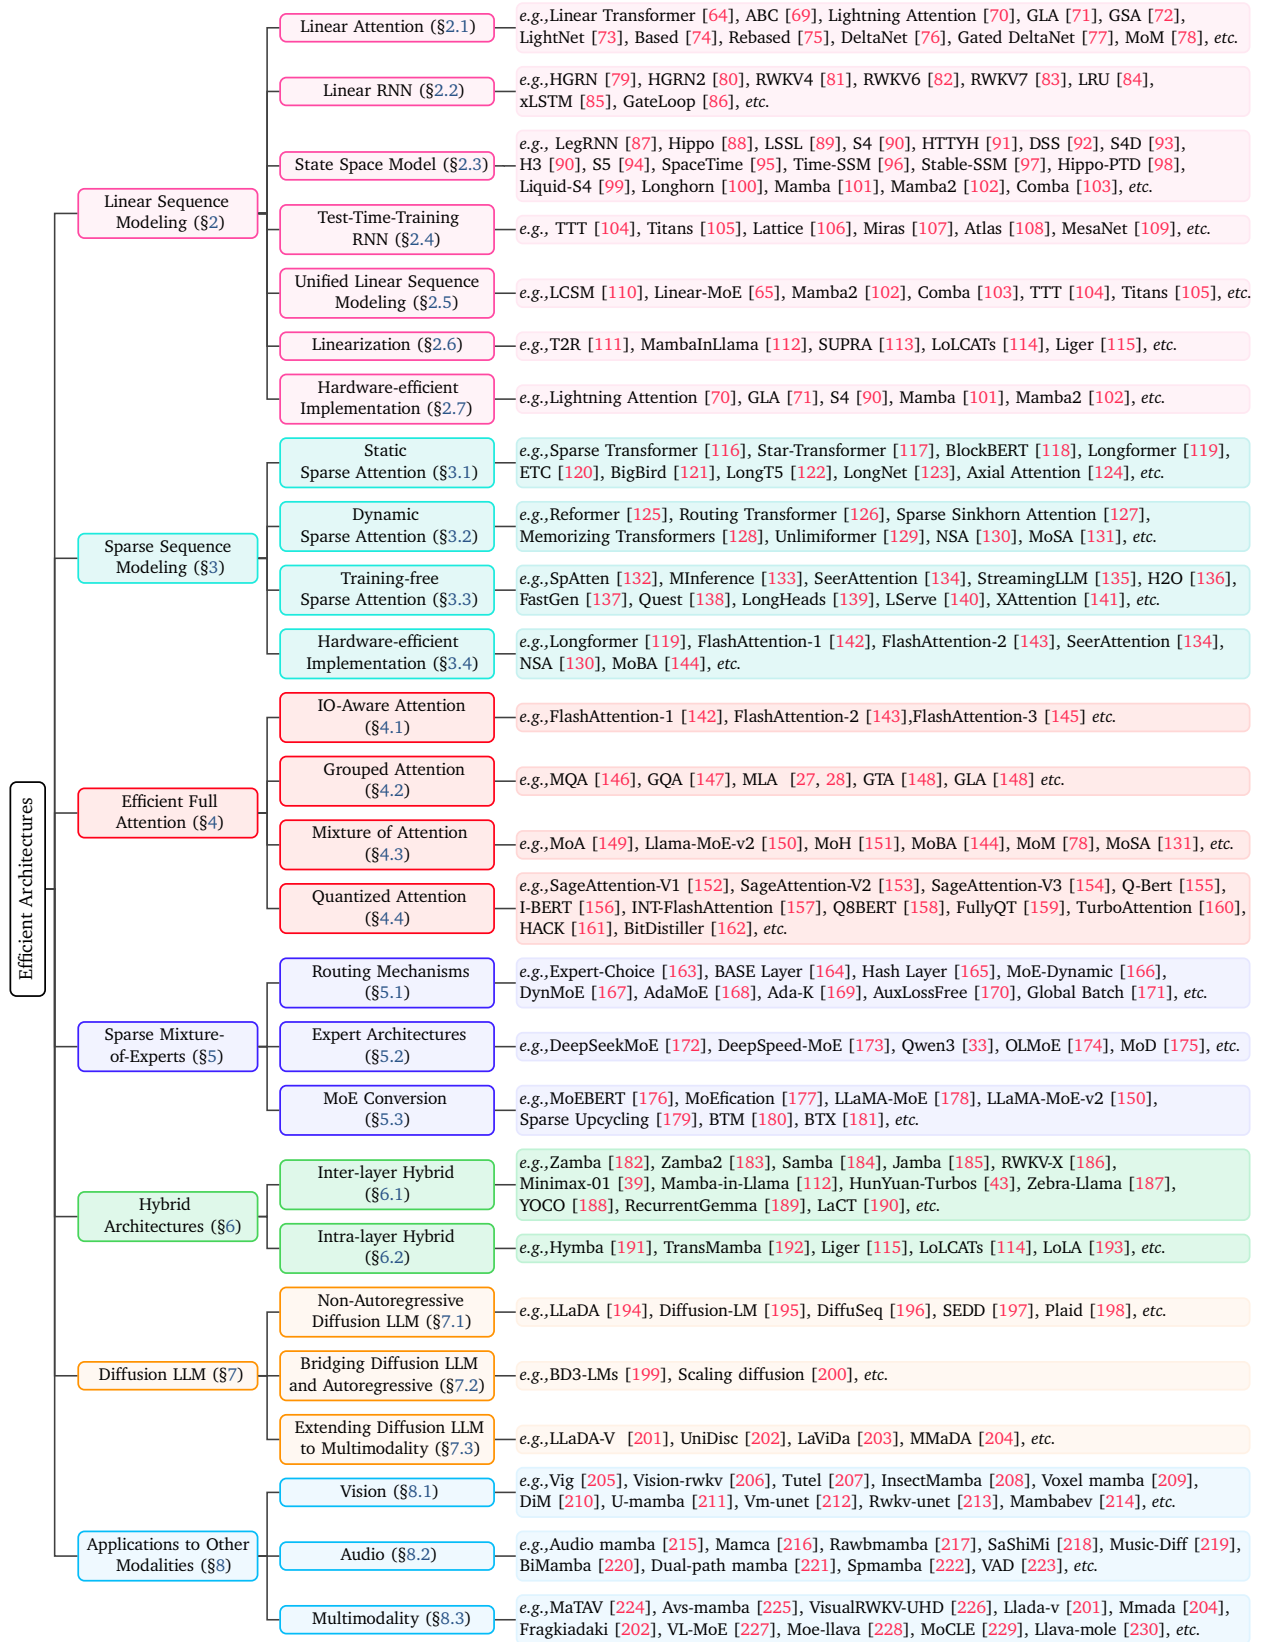 Efficient Architectures
Linear Sequence
Modeling (§2)
Linear Attention (§2.1)
e.g.,Linear Transformer [64], ABC [69], Lightning Attention [70], GLA [71], GSA [72],
LightNet [73], Based [74], Rebased [75], DeltaNet [76], Gated DeltaNet [77], MoM [78], etc.
Linear RNN (§2.2)
e.g.,HGRN [79], HGRN2 [80], RWKV4 [81], RWKV6 [82], RWKV7 [83], LRU [84],
xLSTM [85], GateLoop [86], etc.
State Space Model (§2.3)
e.g., LegRNN [87], Hippo [88], LSSL [89], S4 [90], HTTYH [91], DSS [92], S4D [93],
H3 [90], S5 [94], SpaceTime [95], Time-SSM [96], Stable-SSM [97], Hippo-PTD [98],
Liquid-S4 [99], Longhorn [100], Mamba [101], Mamba2 [102], Comba [103], etc.
Test-Time-Training
RNN (§2.4)
e.g., TTT [104], Titans [105], Lattice [106], Miras [107], Atlas [108], MesaNet [109], etc.
Unified Linear Sequence
Modeling (§2.5)
e.g.,LCSM [110], Linear-MoE [65], Mamba2 [102], Comba [103], TTT [104], Titans [105], etc.
Linearization (§2.6)
e.g.,T2R [111], MambaInLlama [112], SUPRA [113], LoLCATs [114], Liger [115], etc.
Hardware-efficient
Implementation (§2.7)
e.g.,Lightning Attention [70], GLA [71], S4 [90], Mamba [101], Mamba2 [102], etc.
Sparse Sequence
Modeling (§3)
Static
Sparse Attention (§3.1)
e.g.,Sparse Transformer [116], Star-Transformer [117], BlockBERT [118], Longformer [119],
ETC [120], BigBird [121], LongT5 [122], LongNet [123], Axial Attention [124], etc.
Dynamic
Sparse Attention (§3.2)
e.g.,Reformer [125], Routing Transformer [126], Sparse Sinkhorn Attention [127],
Memorizing Transformers [128], Unlimiformer [129], NSA [130], MoSA [131], etc.
Training-free
Sparse Attention (§3.3)
e.g.,SpAtten [132], MInference [133], SeerAttention [134], StreamingLLM [135], H2O [136],
FastGen [137], Quest [138], LongHeads [139], LServe [140], XAttention [141], etc.
Hardware-efficient
Implementation (§3.4)
e.g.,Longformer [119], FlashAttention-1 [142], FlashAttention-2 [143], SeerAttention [134],
NSA [130], MoBA [144], etc.
Efficient Full
Attention (§4)
IO-Aware Attention
(§4.1)
e.g.,FlashAttention-1 [142], FlashAttention-2 [143],FlashAttention-3 [145] etc.
Grouped Attention
(§4.2)
e.g.,MQA [146], GQA [147], MLA [27, 28], GTA [148], GLA [148] etc.
Mixture of Attention
(§4.3)
e.g.,MoA [149], Llama-MoE-v2 [150], MoH [151], MoBA [144], MoM [78], MoSA [131], etc.
Quantized Attention
(§4.4)
e.g.,SageAttention-V1 [152], SageAttention-V2 [153], SageAttention-V3 [154], Q-Bert [155],
I-BERT [156], INT-FlashAttention [157], Q8BERT [158], FullyQT [159], TurboAttention [160],
HACK [161], BitDistiller [162], etc.
Sparse Mixture-
of-Experts (§5)
Routing Mechanisms
(§5.1)
e.g.,Expert-Choice [163], BASE Layer [164], Hash Layer [165], MoE-Dynamic [166],
DynMoE [167], AdaMoE [168], Ada-K [169], AuxLossFree [170], Global Batch [171], etc.
Expert Architectures
(§5.2)
e.g.,DeepSeekMoE [172], DeepSpeed-MoE [173], Qwen3 [33], OLMoE [174], MoD [175], etc.
MoE Conversion
(§5.3)
e.g.,MoEBERT [176], MoEfication [177], LLaMA-MoE [178], LLaMA-MoE-v2 [150],
Sparse Upcycling [179], BTM [180], BTX [181], etc.
Hybrid
Architectures (§6)
Inter-layer Hybrid
(§6.1)
e.g.,Zamba [182], Zamba2 [183], Samba [184], Jamba [185], RWKV-X [186],
Minimax-01 [39], Mamba-in-Llama [112], HunYuan-Turbos [43], Zebra-Llama [187],
YOCO [188], RecurrentGemma [189], LaCT [190], etc.
Intra-layer Hybrid
(§6.2)
e.g.,Hymba [191], TransMamba [192], Liger [115], LoLCATs [114], LoLA [193], etc.
Diffusion LLM (§7)
Non-Autoregressive
Diffusion LLM (§7.1)
e.g.,LLaDA [194], Diffusion-LM [195], DiffuSeq [196], SEDD [197], Plaid [198], etc.
Bridging Diffusion LLM
and Autoregressive (§7.2)
e.g.,BD3-LMs [199], Scaling diffusion [200], etc.
Extending Diffusion LLM
to Multimodality (§7.3)
e.g.,LLaDA-V [201], UniDisc [202], LaViDa [203], MMaDA [204], etc.
Applications to Other
Modalities (§8)
Vision (§8.1)
e.g.,Vig [205], Vision-rwkv [206], Tutel [207], InsectMamba [208], Voxel mamba [209],
DiM [210], U-mamba [211], Vm-unet [212], Rwkv-unet [213], Mambabev [214], etc.
Audio (§8.2)
e.g.,Audio mamba [215], Mamca [216], Rawbmamba [217], SaShiMi [218], Music-Diff [219],
BiMamba [220], Dual-path mamba [221], Spmamba [222], VAD [223], etc.
Multimodality (§8.3)
e.g.,MaTAV [224], Avs-mamba [225], VisualRWKV-UHD [226], Llada-v [201], Mmada [204],
Fragkiadaki [202], VL-MoE [227], Moe-llava [228], MoCLE [229], Llava-mole [230], etc.